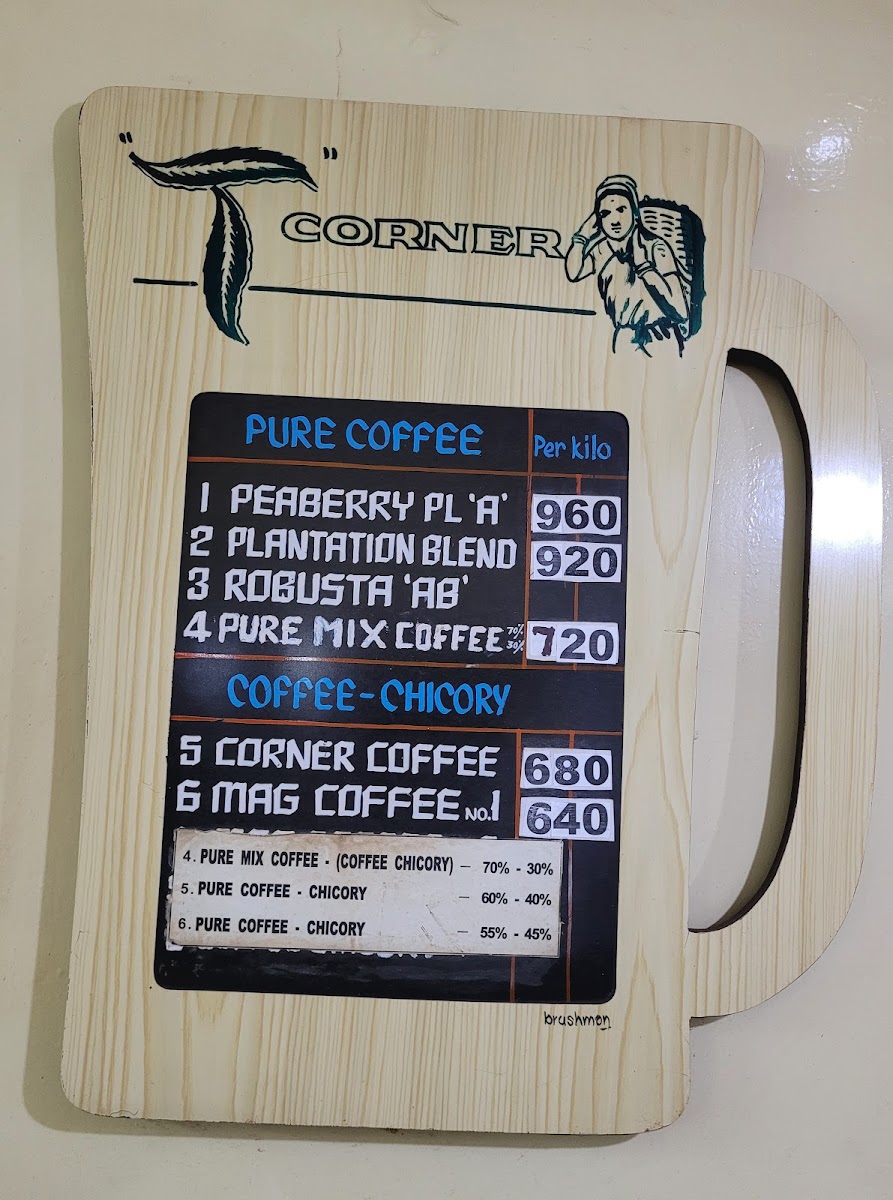 "T" CORNER
PURE COFFEE Per kilo
1 PEABERRY PL 'A' 960
2 PLANTATION BLEND 920
3 ROBUSTA 'AB'
4 PURE MIX COFFEE 70% 30% 720
COFFEE-CHICORY
5 CORNER COFFEE 680
6 MAG COFFEE NO.1 640
4. PURE MIX COFFEE - (COFFEE CHICORY) — 70% - 30%
5. PURE COFFEE - CHICORY — 60% - 40%
6. PURE COFFEE - CHICORY — 55% - 45%
brushmon